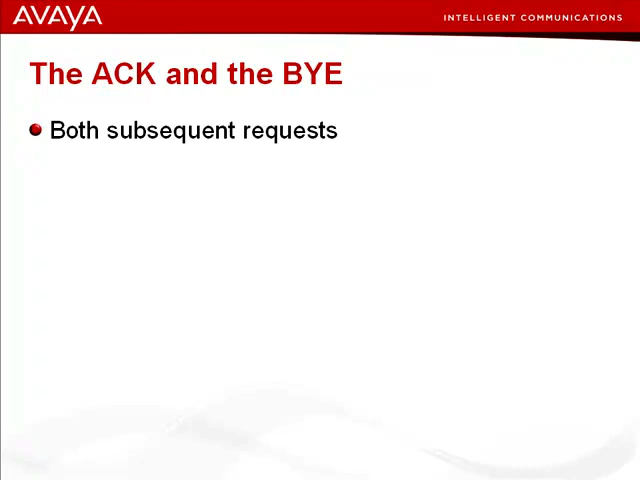 AVAYA
INTELLIGENT COMMUNICATIONS
The ACK and the BYE
Both subsequent requests